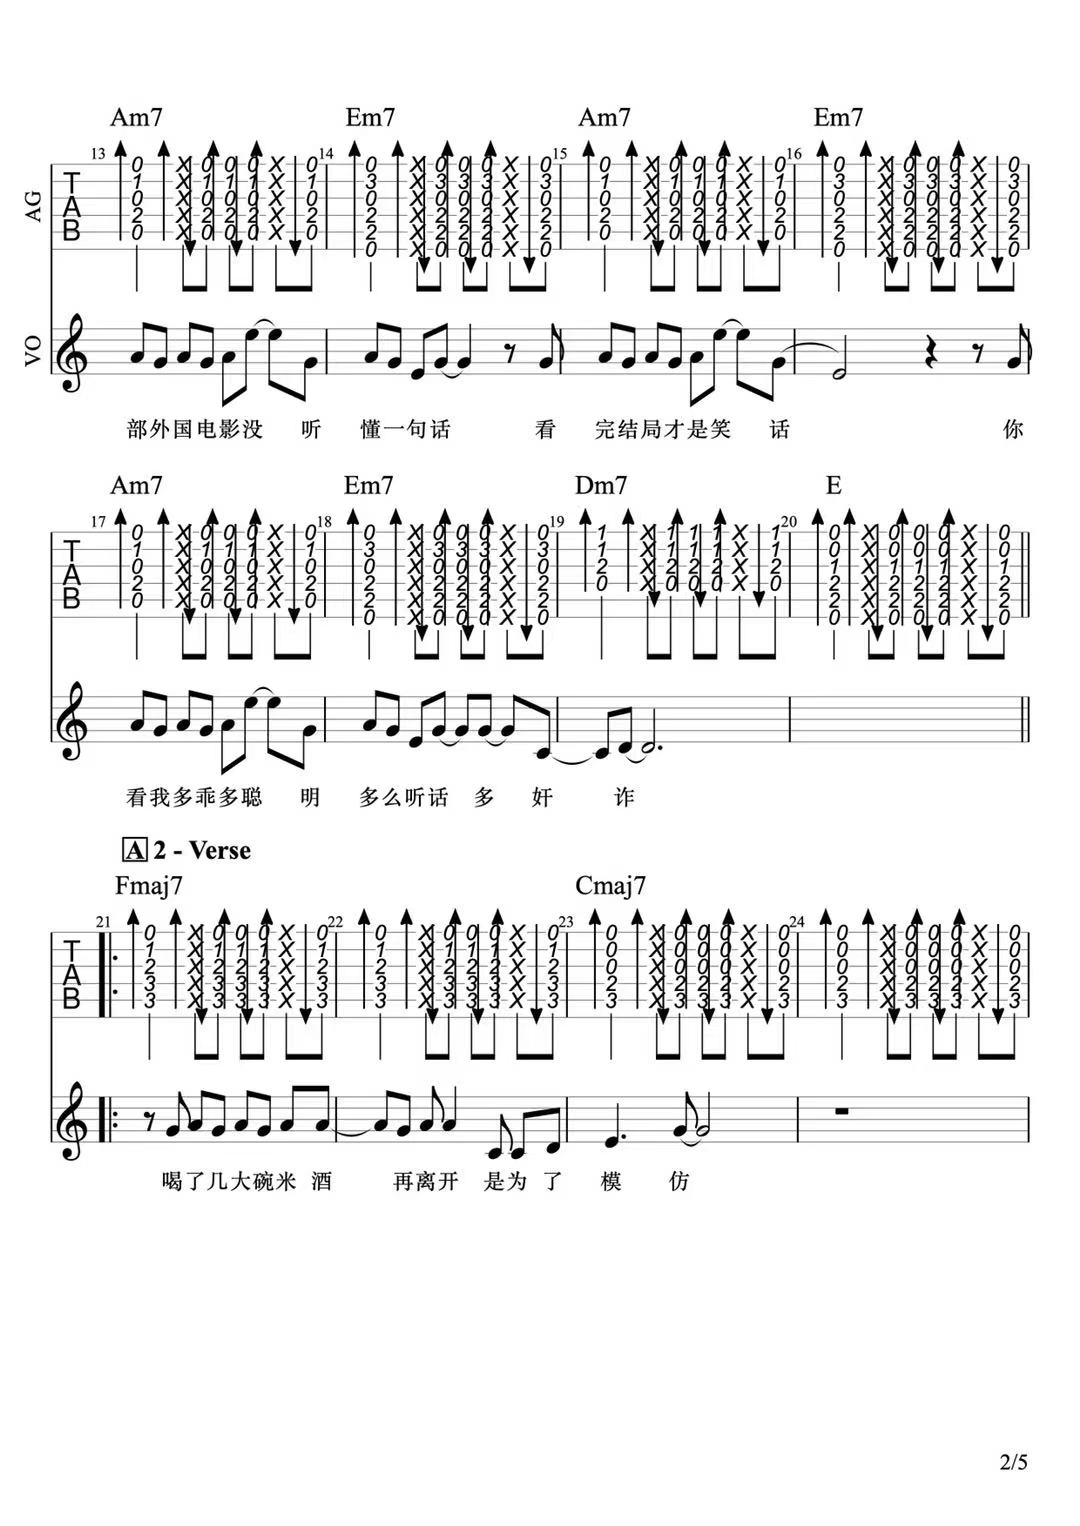 Am7 Em7 Am7 Em7
13 14 15 16
AG
TAB
VO
部外国电影没 听 懂一句话 看 完结局才是笑 话 你
Am7 Em7 Dm7 E
17 18 19 20
TAB
看我多乖多聪 明 多么听话 多 奸 诈
A 2 - Verse
Fmaj7 Cmaj7
21 22 23 24
TAB
喝了几大碗米 酒 再离开 是为 了 模 仿
2/5